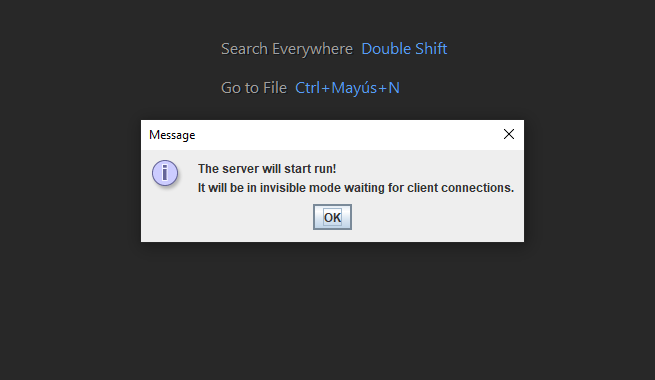 Search Everywhere Double Shift
Go to File Ctrl+Mayús+N
Message
The server will start run!
It will be in invisible mode waiting for client connections.
OK